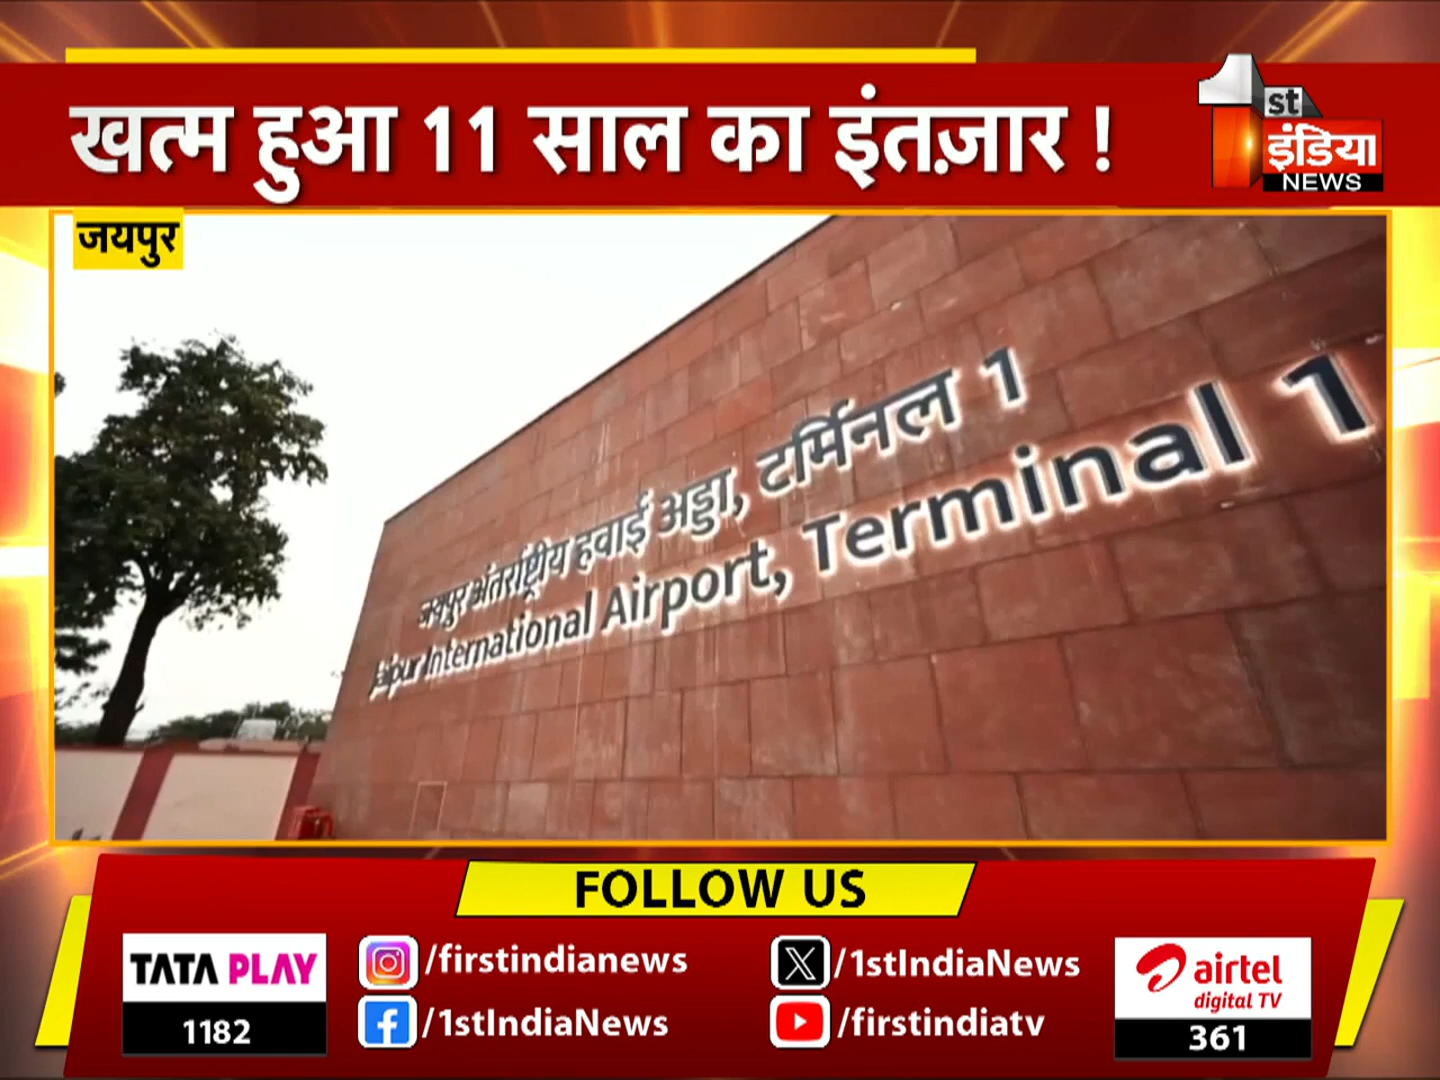 खत्म हुआ 11 साल का इंतज़ार !
1st
इंडिया
NEWS
जयपुर
जयपुर अंतर्राष्ट्रीय हवाई अड्डा, टर्मिनल 1
Jaipur International Airport, Terminal 1
FOLLOW US
TATA PLAY
1182
/firstindianews
/1stIndiaNews
/1stIndiaNews
/firstindiatv
airtel
digital TV
361